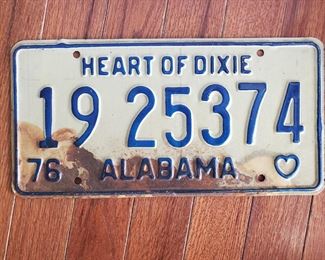 HEART OF DIXIE
19 25374
76 ALABAMA